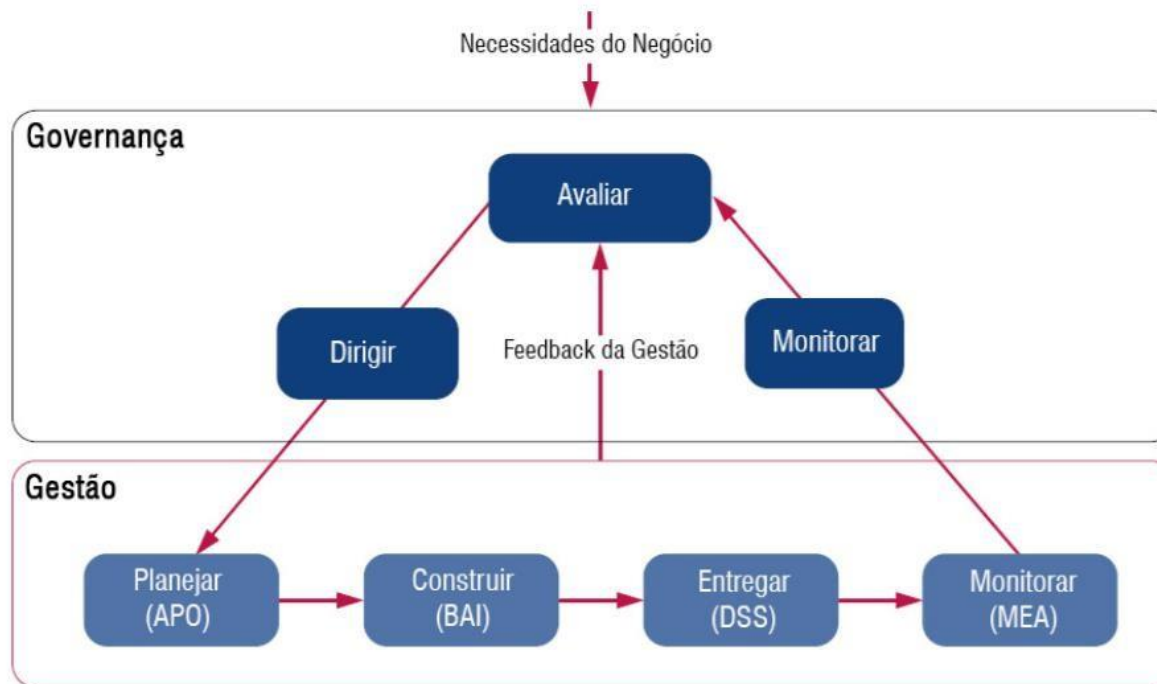 Necessidades do Negócio
Governança
Avaliar
Dirigir
Feedback da Gestão
Monitorar
Gestão
Planejar
(APO)
Construir
(BAI)
Entregar
(DSS)
Monitorar
(MEA)